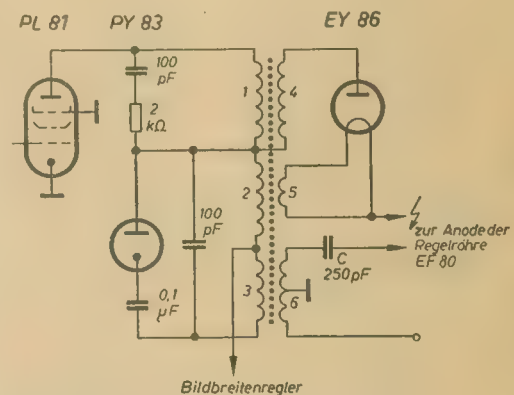 PL 81 PY 83 EY 86
100
pF
2
kΩ
1
4
100
pF
2
5
zur Anode der
Regelröhre
EF 80
C
250pF
3
6
0,1
µF
Bildbreitenregler